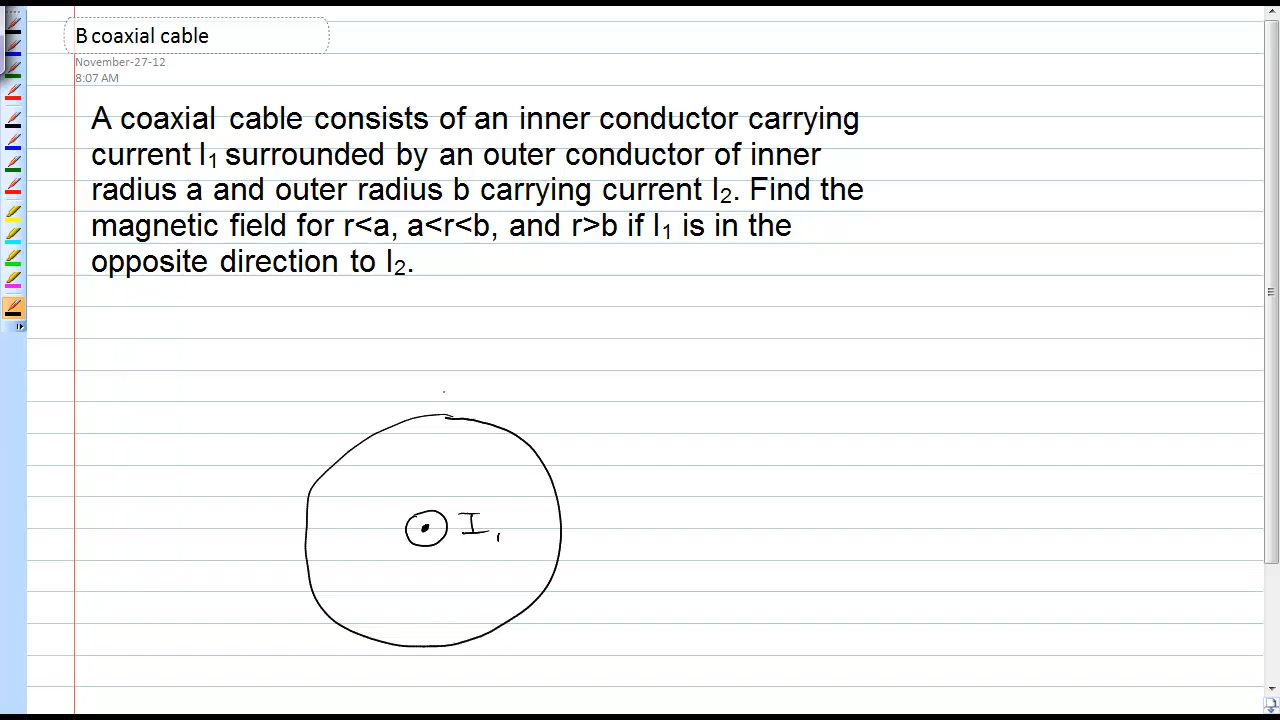 B coaxial cable
November-27-12
8:07 AM
A coaxial cable consists of an inner conductor carrying
current I₁ surrounded by an outer conductor of inner
radius a and outer radius b carrying current I₂. Find the
magnetic field for r<a, a<r<b, and r>b if I₁ is in the
opposite direction to I₂.
I₁